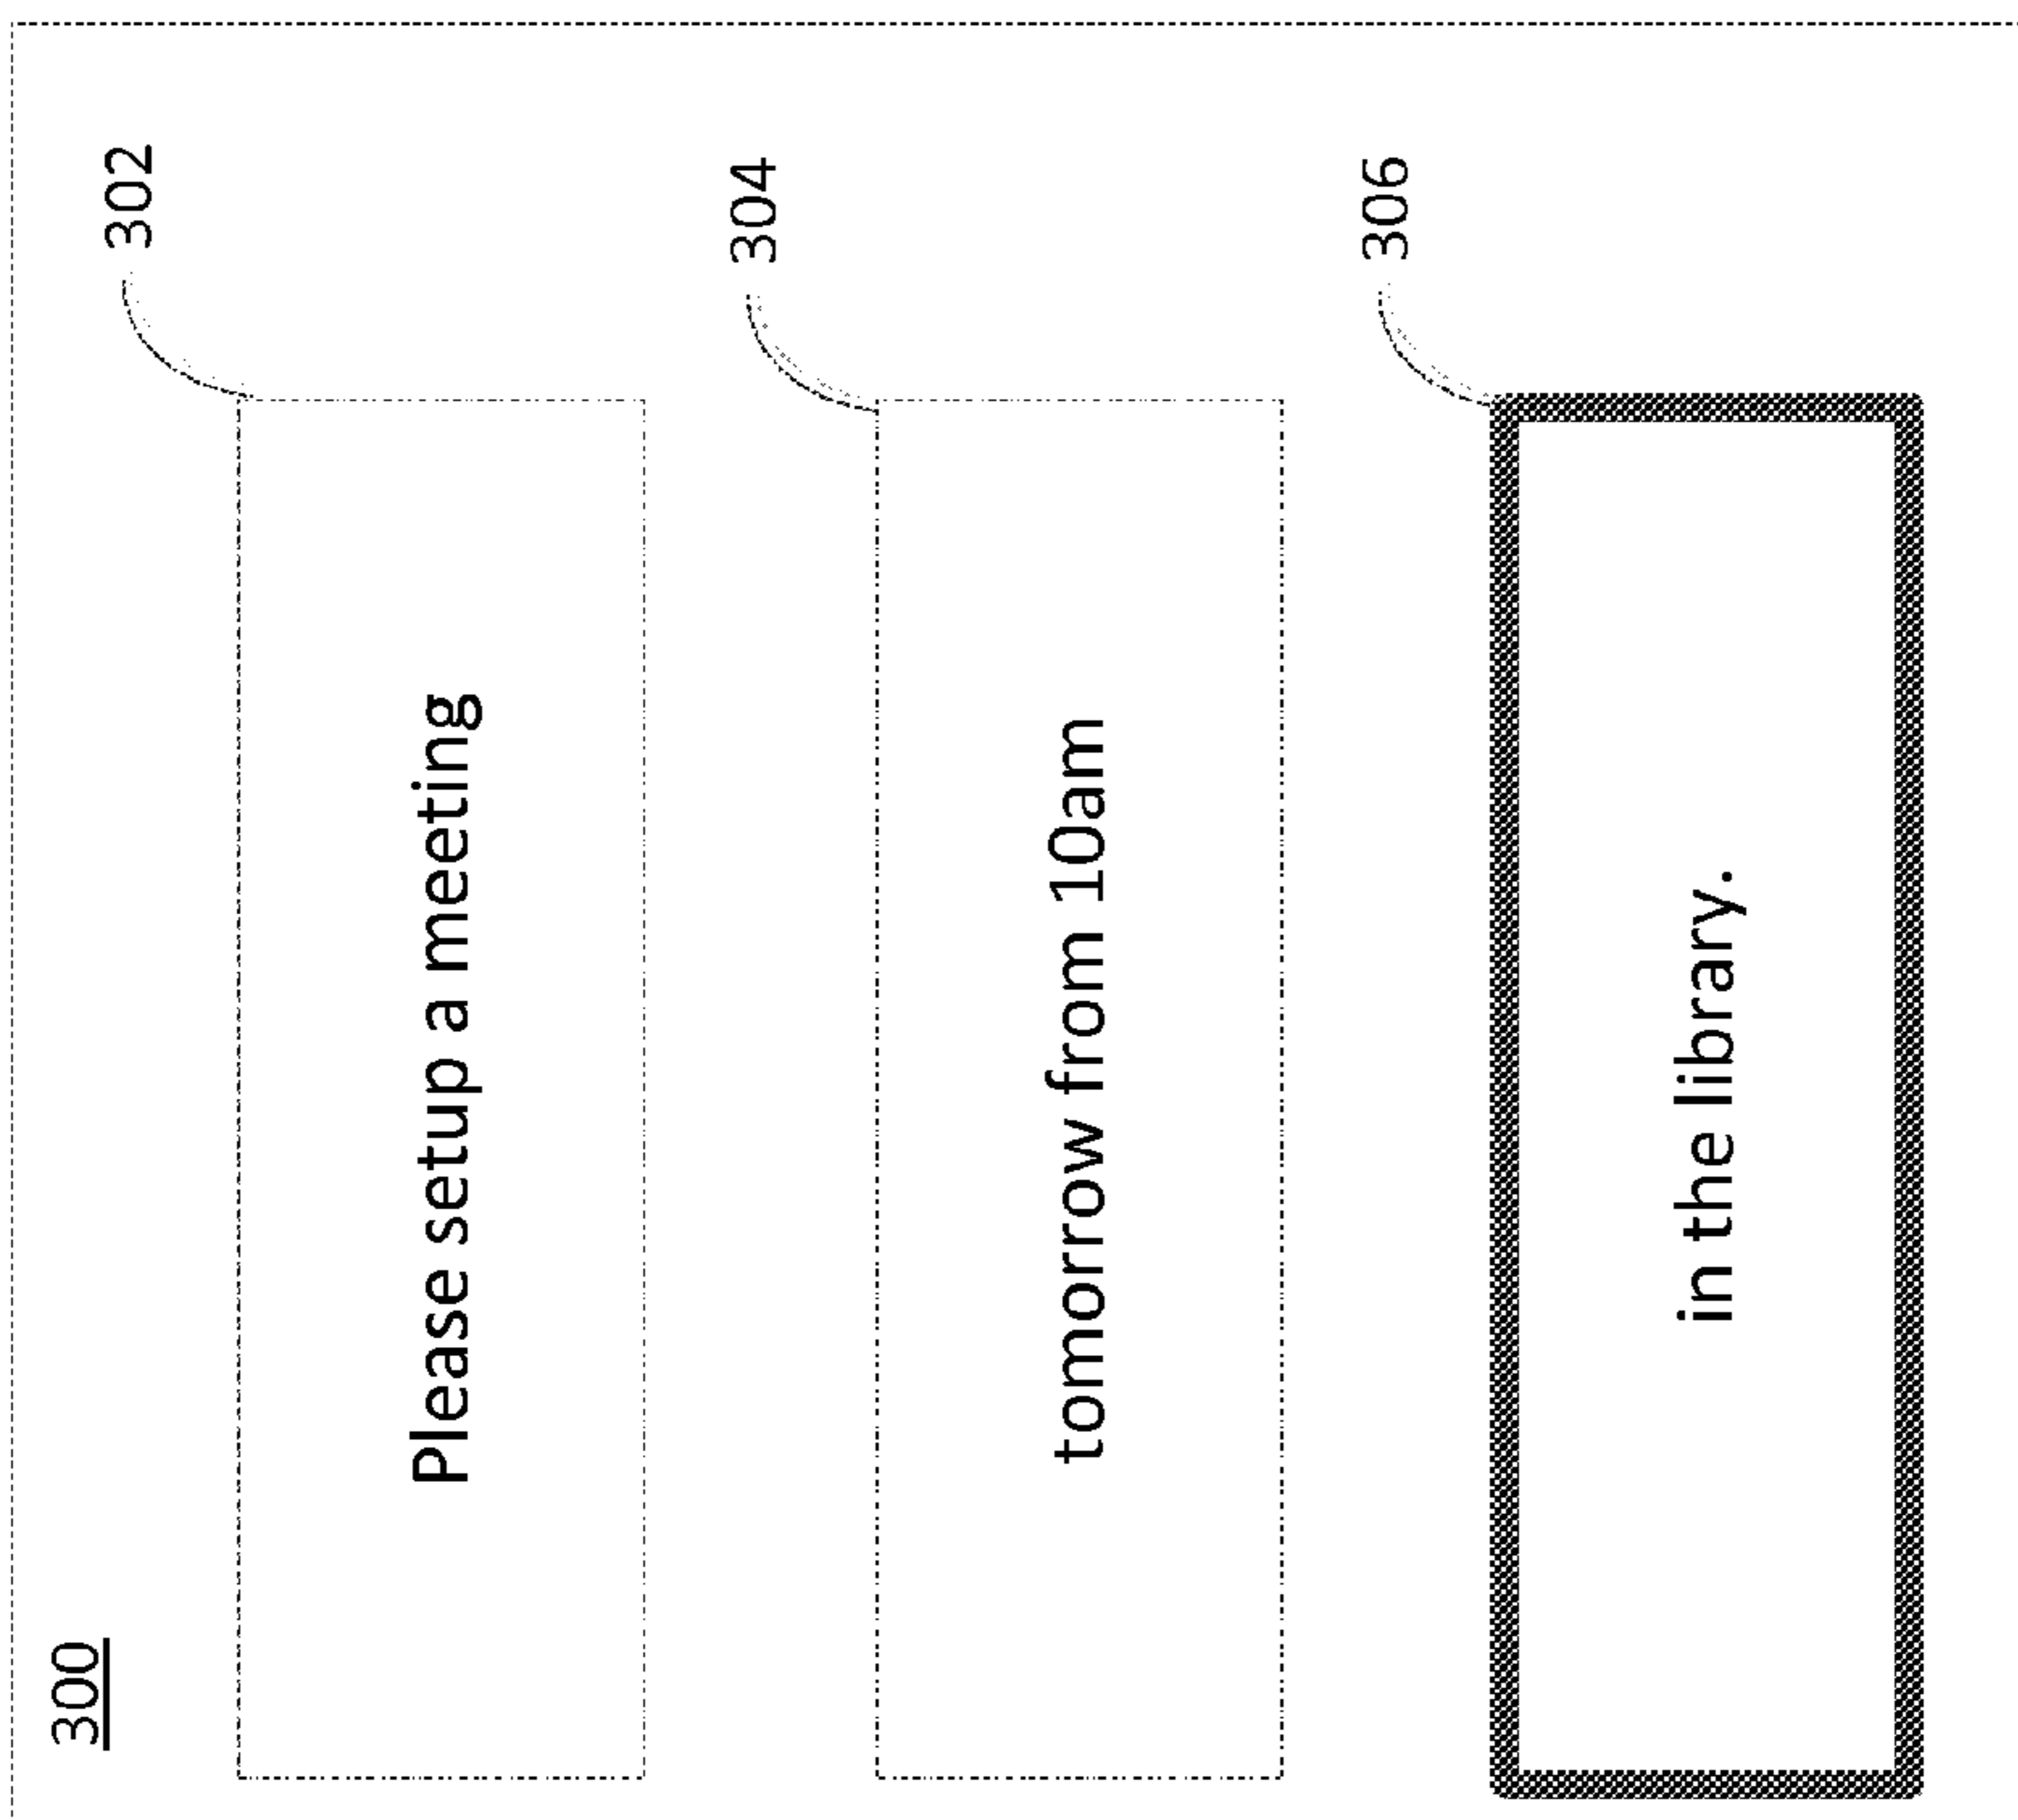 300
302
Please setup a meeting
304
tomorrow from 10am
306
in the library.